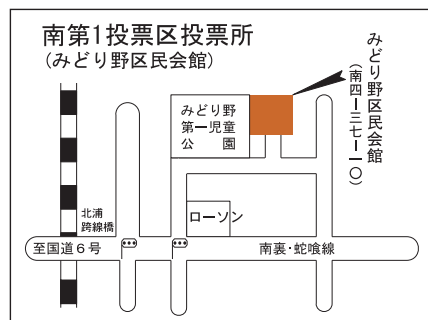 南第1投票区投票所
(みどり野区民会館)
みどり野区民会館
(南四ー三七ー一〇)
みどり野
第一児童
公園
北浦
跨線橋
ローソン
至国道6号
南裏・蛇喰線